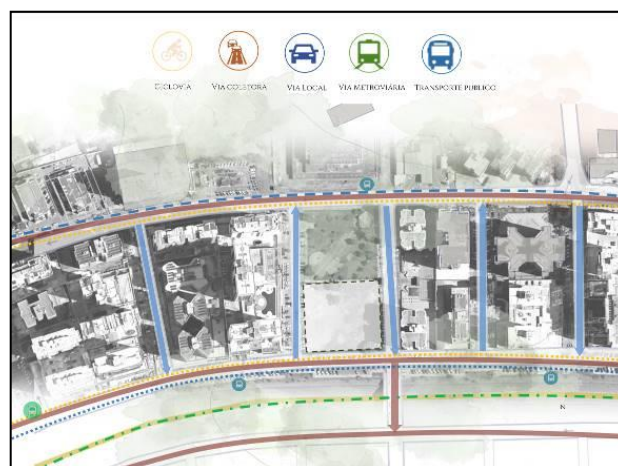 CICLOVIA
VIA COLETORA
VIA LOCAL
VIA METROVIÁRIA
TRANSPORTE PÚBLICO
N